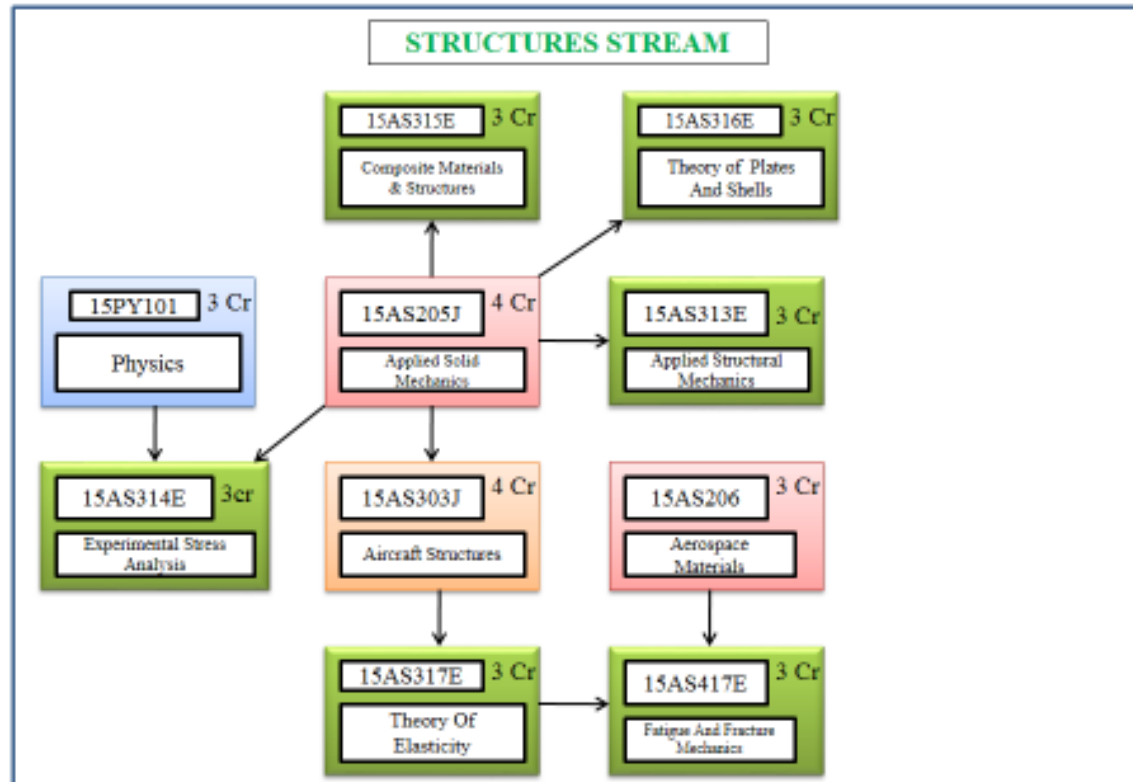 STRUCTURES STREAM
15AS315E 3 Cr
Composite Materials
& Structures
15AS316E 3 Cr
Theory of Plates
And Shells
15PY101 3 Cr
Physics
15AS205J 4 Cr
Applied Solid
Mechanics
15AS313E 3 Cr
Applied Structural
Mechanics
15AS314E 3cr
Experimental Stress
Analysis
15AS303J 4 Cr
Aircraft Structures
15AS206 3 Cr
Aerospace
Materials
15AS317E 3 Cr
Theory Of
Elasticity
15AS417E 3 Cr
Fatigue And Fracture
Mechanics